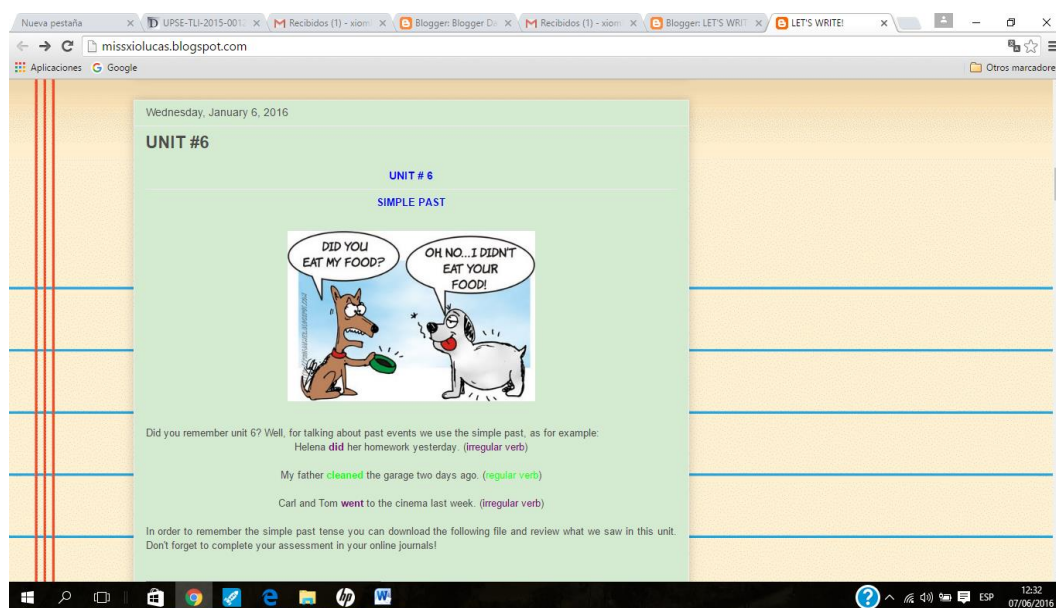 Nueva pestaña
UPSE-TLI-2015-001
M Recibidos (1) - xiom
Blogger: Blogger Da
M Recibidos (1) - xiom
Blogger: LET'S WRIT
LET'S WRITE!
missxiolucas.blogspot.com
Aplicaciones
Google
Otros marcadores
Wednesday, January 6, 2016
UNIT #6
UNIT # 6
SIMPLE PAST
DID YOU
EAT MY FOOD?
OH NO...I DIDN'T
EAT YOUR
FOOD!
Did you remember unit 6? Well, for talking about past events we use the simple past, as for example:
Helena did her homework yesterday. (irregular verb)
My father cleaned the garage two days ago. (regular verb)
Carl and Tom went to the cinema last week. (irregular verb)
In order to remember the simple past tense you can download the following file and review what we saw in this unit.
Don't forget to complete your assessment in your online journals!
hp
W
ESP
12:32
07/06/2016